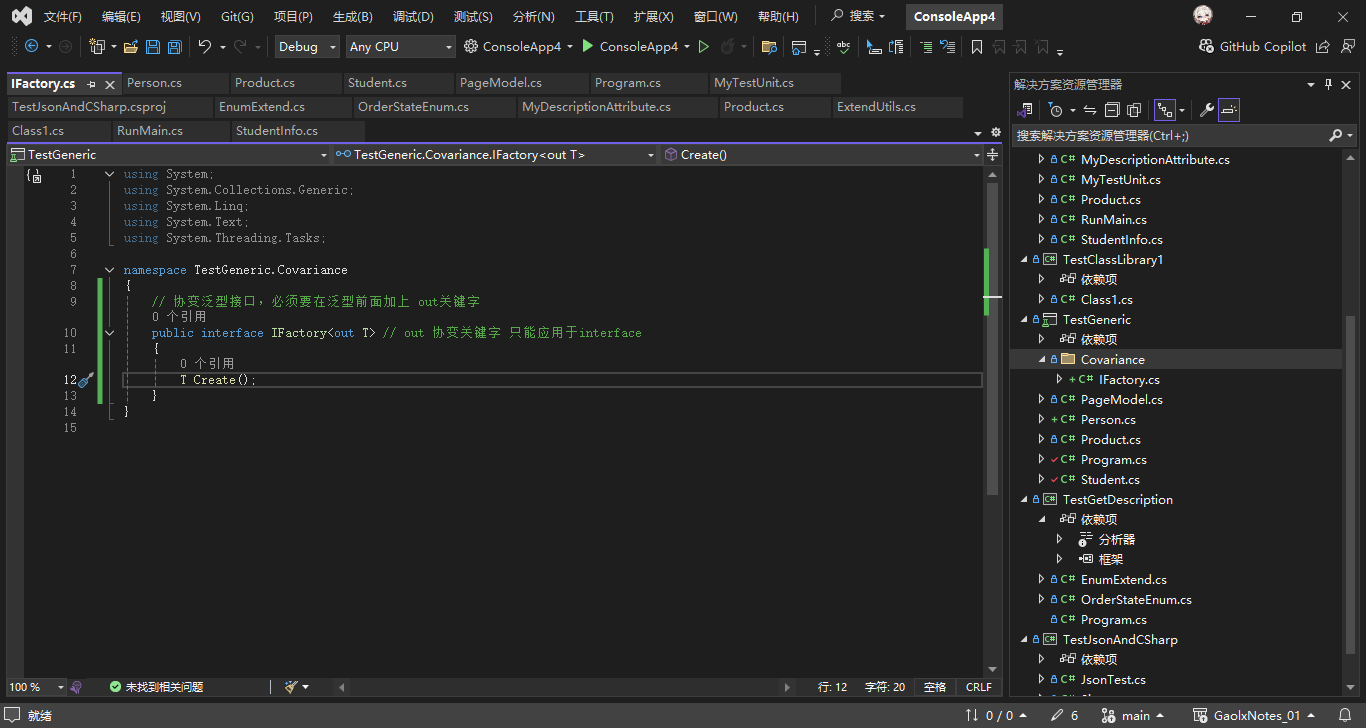 文件(F) 编辑(E) 视图(V) Git(G) 项目(P) 生成(B) 调试(D) 测试(S) 分析(N) 工具(T) 扩展(X) 窗口(W) 帮助(H) 搜索 ConsoleApp4
Debug Any CPU ConsoleApp4 ConsoleApp4 abc GitHub Copilot
IFactory.cs Person.cs Product.cs Student.cs PageModel.cs Program.cs MyTestUnit.cs
TestJsonAndCSharp.csproj EnumExtend.cs OrderStateEnum.cs MyDescriptionAttribute.cs Product.cs ExtendUtils.cs
Class1.cs RunMain.cs StudentInfo.cs
TestGeneric TestGeneric.Covariance.IFactory<out T> Create()
1 using System;
2 using System.Collections.Generic;
3 using System.Linq;
4 using System.Text;
5 using System.Threading.Tasks;
6
7 namespace TestGeneric.Covariance
8 {
9 // 协变泛型接口，必须要在泛型前面加上 out关键字
0 个引用
10 public interface IFactory<out T> // out 协变关键字 只能应用于interface
11 {
0 个引用
12 T Create();
13 }
14 }
15
100 % 未找到相关问题 行: 12 字符: 20 空格 CRLF
解决方案资源管理器
搜索解决方案资源管理器(Ctrl+;)
C# MyDescriptionAttribute.cs
C# MyTestUnit.cs
C# Product.cs
C# RunMain.cs
C# StudentInfo.cs
C# TestClassLibrary1
依赖项
C# Class1.cs
TestGeneric
依赖项
Covariance
+ C# IFactory.cs
C# PageModel.cs
+ C# Person.cs
C# Product.cs
C# Program.cs
C# Student.cs
C# TestGetDescription
依赖项
分析器
框架
C# EnumExtend.cs
C# OrderStateEnum.cs
C# Program.cs
C# TestJsonAndCSharp
依赖项
C# JsonTest.cs
就绪 0 / 0 6 main GaolxNotes_01